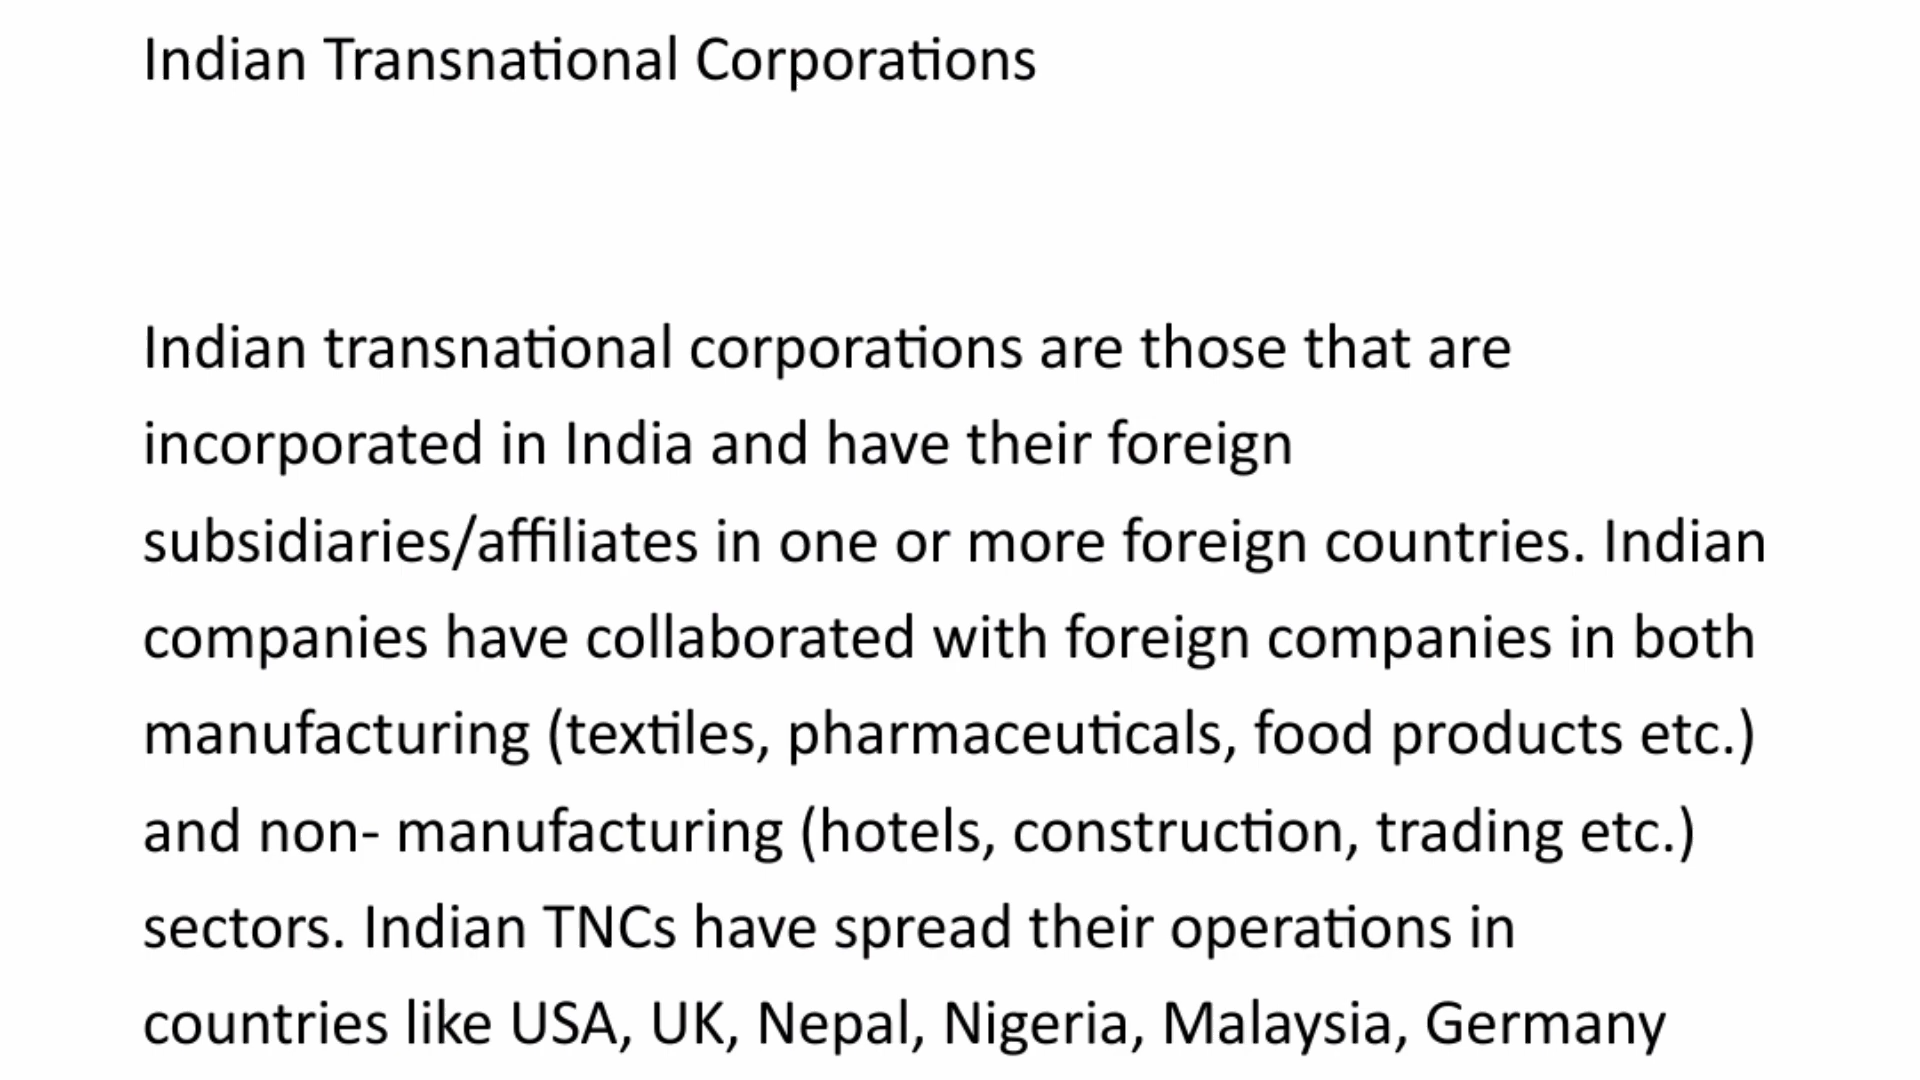 Indian Transnational Corporations
Indian transnational corporations are those that are
incorporated in India and have their foreign
subsidiaries/affiliates in one or more foreign countries. Indian
companies have collaborated with foreign companies in both
manufacturing (textiles, pharmaceuticals, food products etc.)
and non- manufacturing (hotels, construction, trading etc.)
sectors. Indian TNCs have spread their operations in
countries like USA, UK, Nepal, Nigeria, Malaysia, Germany